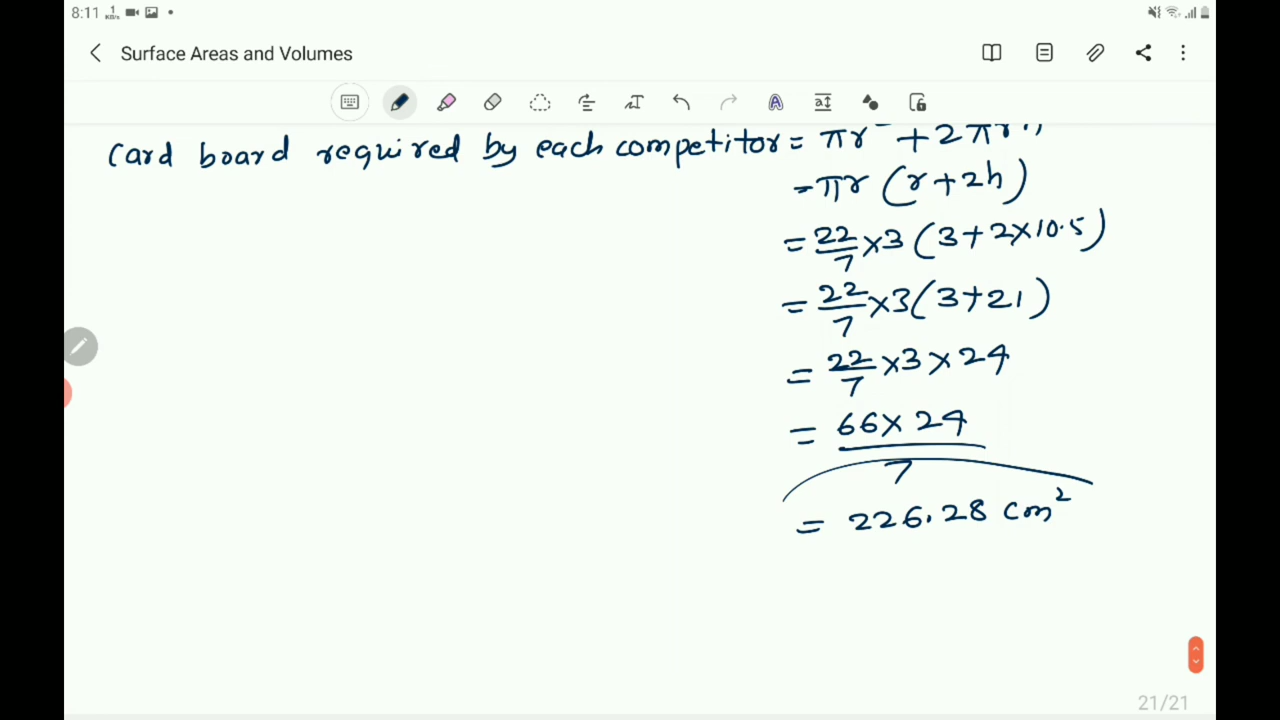 8:11 1 KB/s
Surface Areas and Volumes
Card board required by each competitor = πr² + 2πrh
= πr (r+2h)
= 22/7 ×3 (3+2×10.5)
= 22/7 ×3(3+21)
= 22/7 ×3×24
= 66×24/7
= 226.28 cm²
21/21